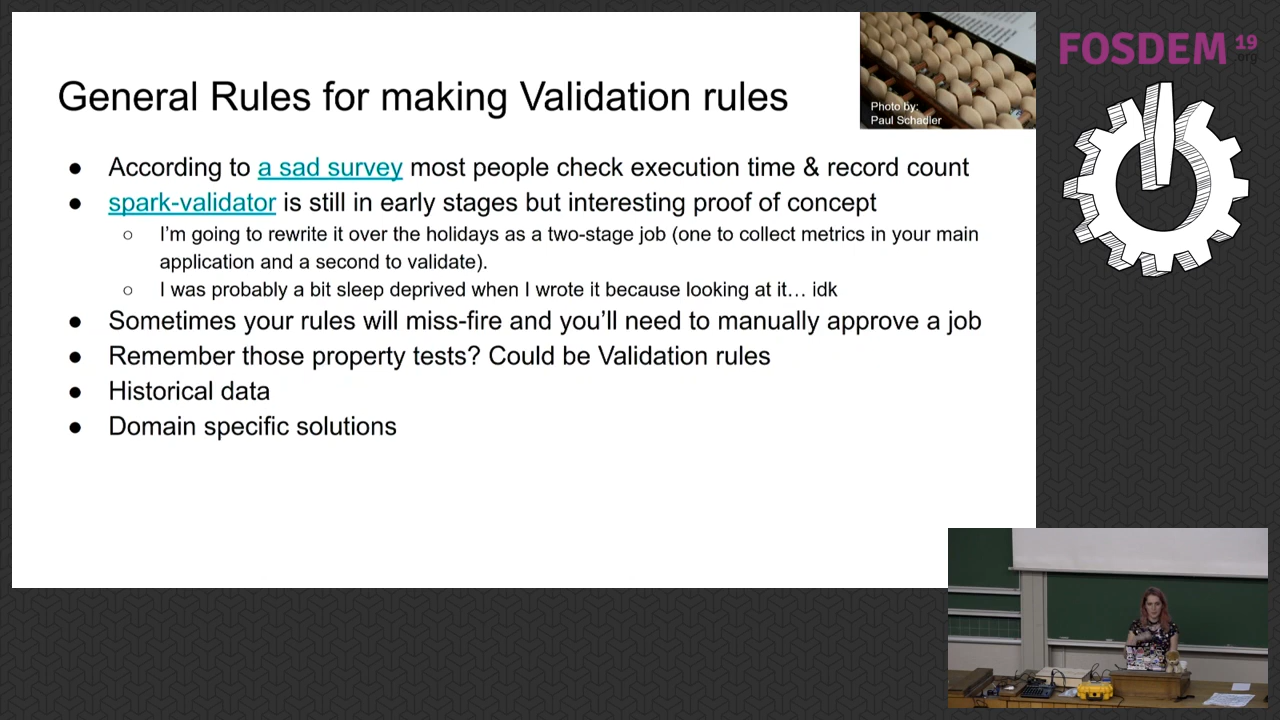 General Rules for making Validation rules
Photo by:
Paul Schadler
● According to a sad survey most people check execution time & record count
● spark-validator is still in early stages but interesting proof of concept
○ I’m going to rewrite it over the holidays as a two-stage job (one to collect metrics in your main
application and a second to validate).
○ I was probably a bit sleep deprived when I wrote it because looking at it… idk
● Sometimes your rules will miss-fire and you’ll need to manually approve a job
● Remember those property tests? Could be Validation rules
● Historical data
● Domain specific solutions
FOSDEM 19
.org